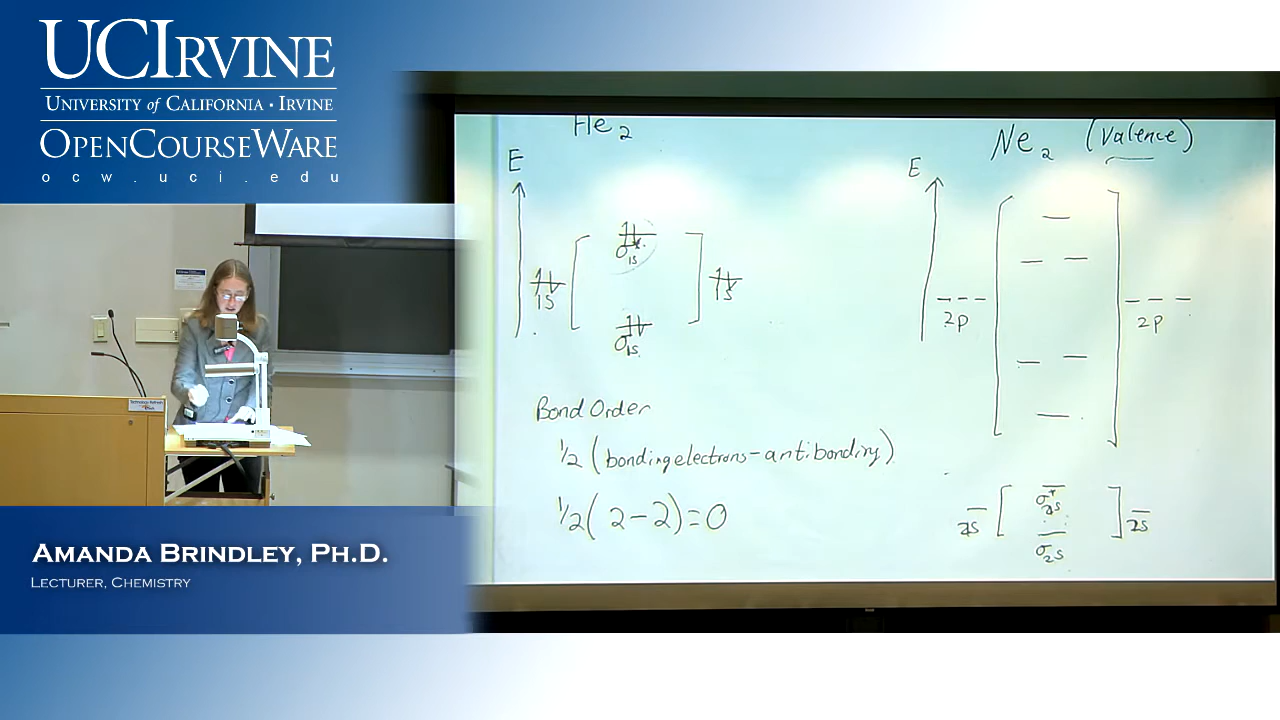 UCIRVINE
UNIVERSITY of CALIFORNIA · IRVINE
OPENCOURSEWARE
ocw.uci.edu
He₂
E
1s
σ*1s
1s
σ1s
Bond Order
1/2 (bonding electrons - antibonding)
1/2 (2-2) = 0
Ne₂ (Valence)
E
2p
2p
2s
σ*2s
2s
σ2s
AMANDA BRINDLEY, PH.D.
LECTURER, CHEMISTRY